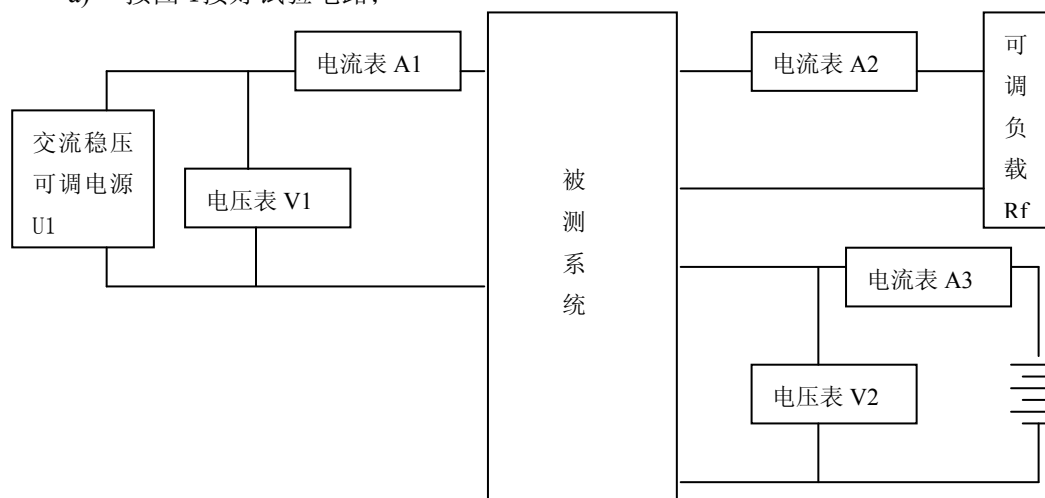 a) 按图 1接好试验电路；
电流表 A1
交流稳压
可调电源
U1
电压表 V1
被
测
系
统
电流表 A2
可
调
负
载
Rf
电流表 A3
电压表 V2